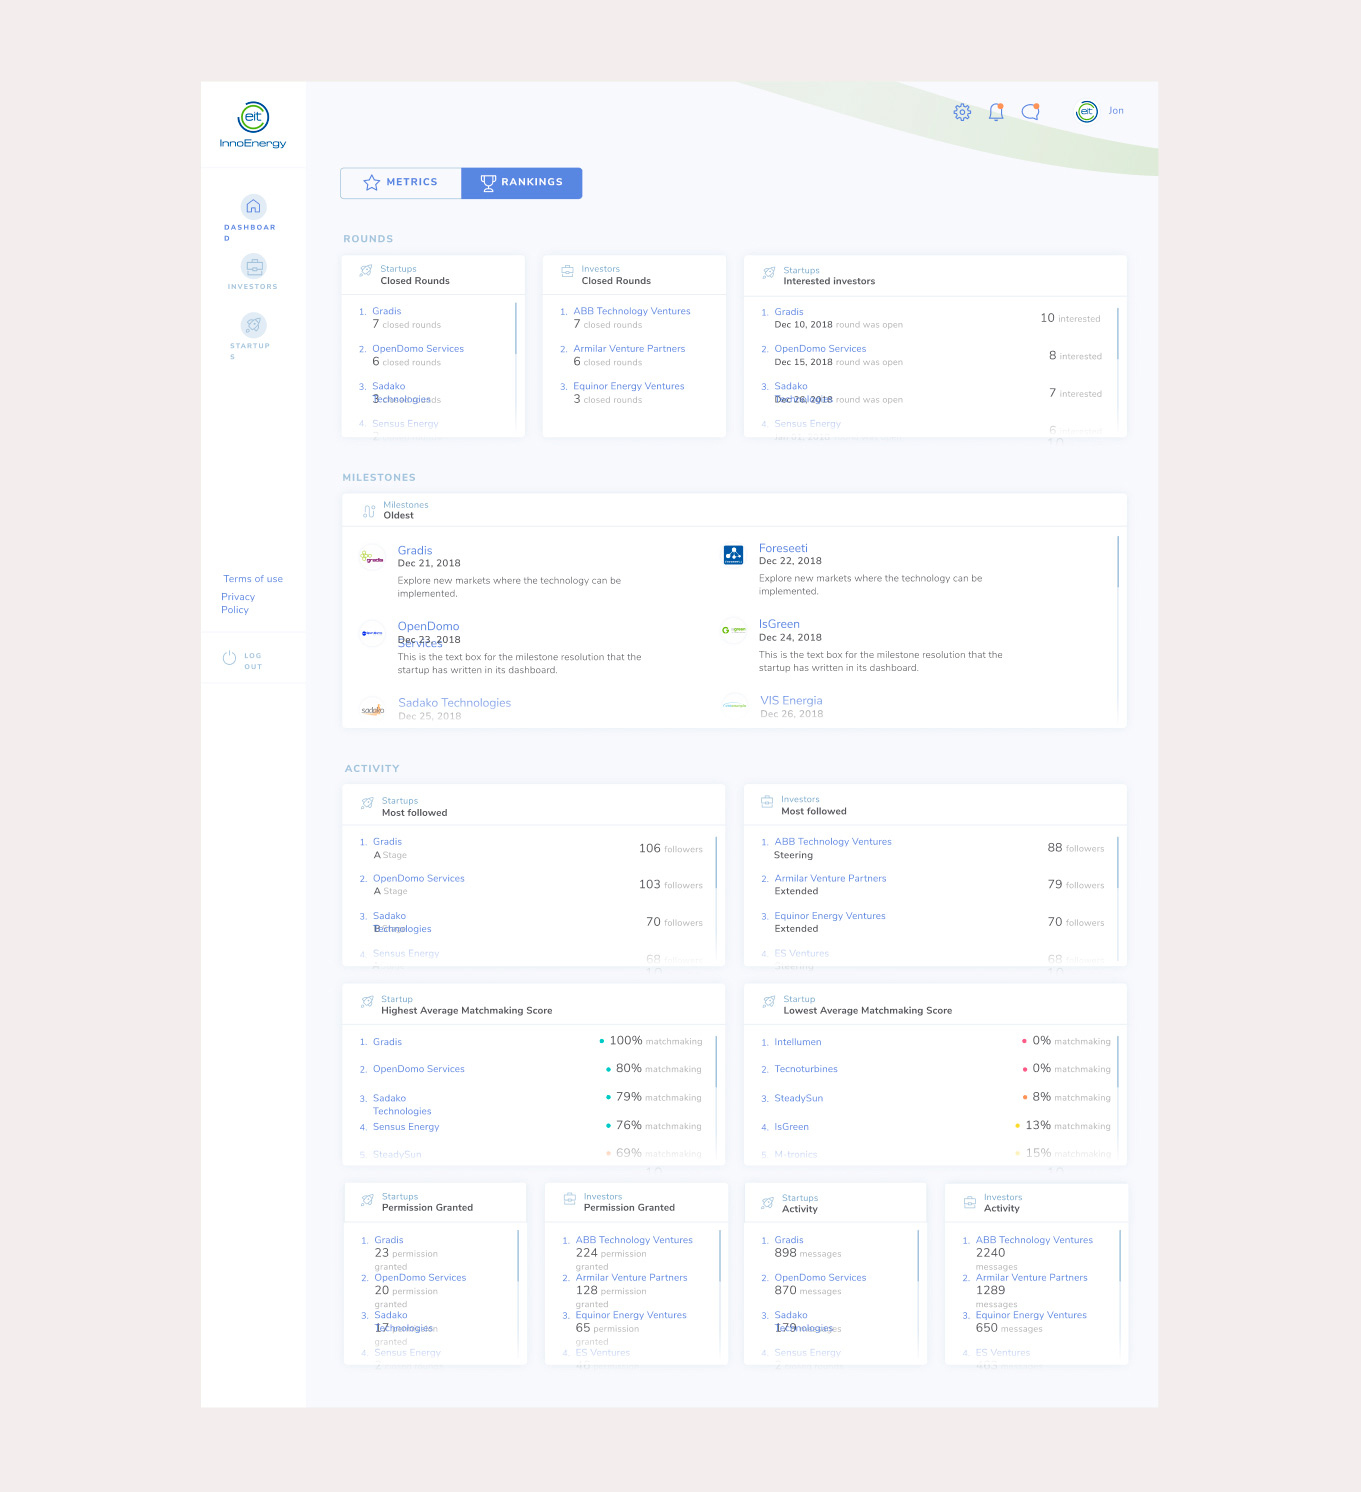 eit
InnoEnergy
eit
Jon
METRICS
RANKINGS
DASHBOAR
D
INVESTORS
STARTUP
S
Terms of use
Privacy
Policy
LOG
OUT
ROUNDS
Startups
Closed Rounds
1. Gradis
7 closed rounds
2. OpenDomo Services
6 closed rounds
3. Sadako
Technologies
3 closed rounds
4. Sensus Energy
Investors
Closed Rounds
1. ABB Technology Ventures
7 closed rounds
2. Armilar Venture Partners
6 closed rounds
3. Equinor Energy Ventures
3 closed rounds
Startups
Interested investors
1. Gradis
Dec 10, 2018 round was open
10 interested
2. OpenDomo Services
Dec 15, 2018 round was open
8 interested
3. Sadako
Technologies
Dec 26, 2018 round was open
7 interested
4. Sensus Energy
6 interested
MILESTONES
Milestones
Oldest
gradis
Gradis
Dec 21, 2018
Explore new markets where the technology can be
implemented.
Foreseeti
Dec 22, 2018
Explore new markets where the technology can be
implemented.
OpenDomo
Services
Dec 23, 2018
This is the text box for the milestone resolution that the
startup has written in its dashboard.
IsGreen
Dec 24, 2018
This is the text box for the milestone resolution that the
startup has written in its dashboard.
sadako
Sadako Technologies
Dec 25, 2018
VIS Energia
Dec 26, 2018
ACTIVITY
Startups
Most followed
1. Gradis
A Stage
106 followers
2. OpenDomo Services
A Stage
103 followers
3. Sadako
Technologies
B Stage
70 followers
4. Sensus Energy
68 followers
Investors
Most followed
1. ABB Technology Ventures
Steering
88 followers
2. Armilar Venture Partners
Extended
79 followers
3. Equinor Energy Ventures
Extended
70 followers
4. ES Ventures
Steering
68 followers
Startup
Highest Average Matchmaking Score
1. Gradis
100% matchmaking
2. OpenDomo Services
80% matchmaking
3. Sadako
Technologies
79% matchmaking
4. Sensus Energy
76% matchmaking
5. SteadySun
69% matchmaking
Startup
Lowest Average Matchmaking Score
1. Intellumen
0% matchmaking
2. Tecnoturbines
0% matchmaking
3. SteadySun
8% matchmaking
4. IsGreen
13% matchmaking
5. M-tronics
15% matchmaking
Startups
Permission Granted
1. Gradis
23 permission
granted
2. OpenDomo Services
20 permission
granted
3. Sadako
Technologies
17 permission
granted
4. Sensus Energy
Investors
Permission Granted
1. ABB Technology Ventures
224 permission
granted
2. Armilar Venture Partners
128 permission
granted
3. Equinor Energy Ventures
65 permission
granted
4. ES Ventures
Startups
Activity
1. Gradis
898 messages
2. OpenDomo Services
870 messages
3. Sadako
Technologies
179 messages
4. Sensus Energy
Investors
Activity
1. ABB Technology Ventures
2240
messages
2. Armilar Venture Partners
1289
messages
3. Equinor Energy Ventures
650 messages
4. ES Ventures